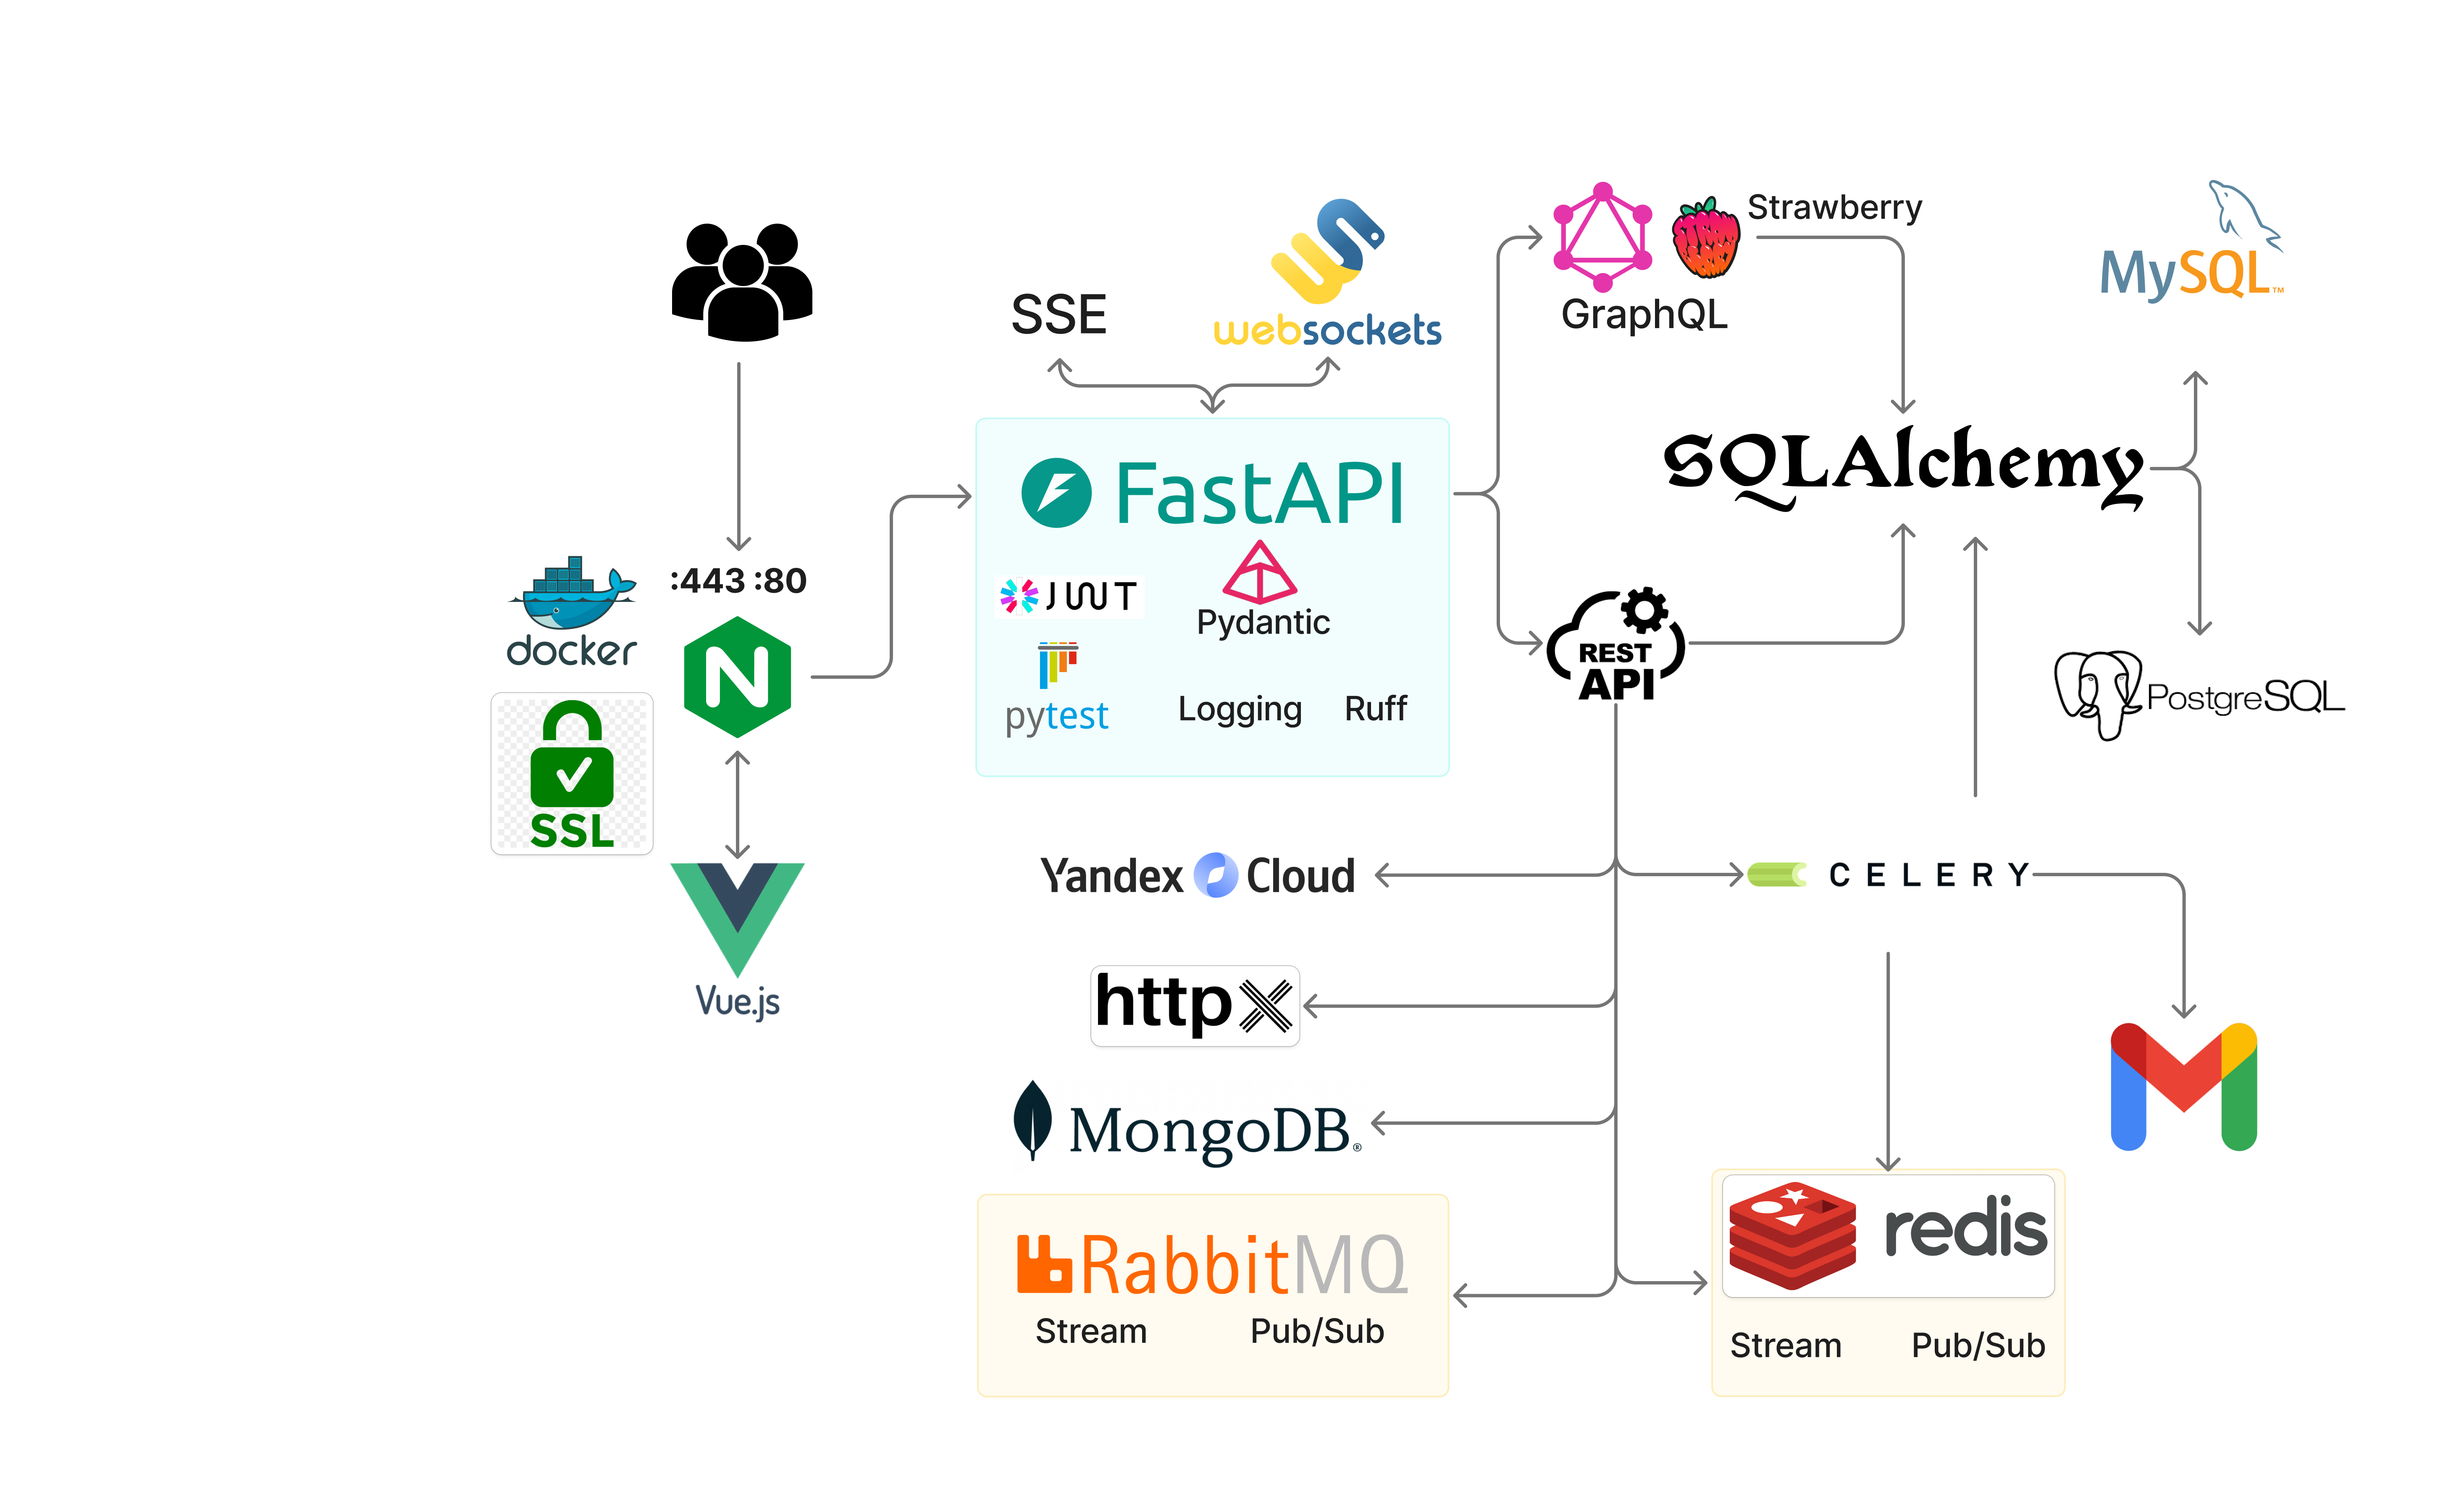 Strawberry
GraphQL
MySQL™
SSE
websockets
FastAPI
SQLAlchemy
:443 :80
docker
JWT
Pydantic
REST
API
pytest
Logging
Ruff
PostgreSQL
SSL
Vue.js
Yandex Cloud
CELERY
httpx
MongoDB®
RabbitMQ
Stream
Pub/Sub
redis
Stream
Pub/Sub